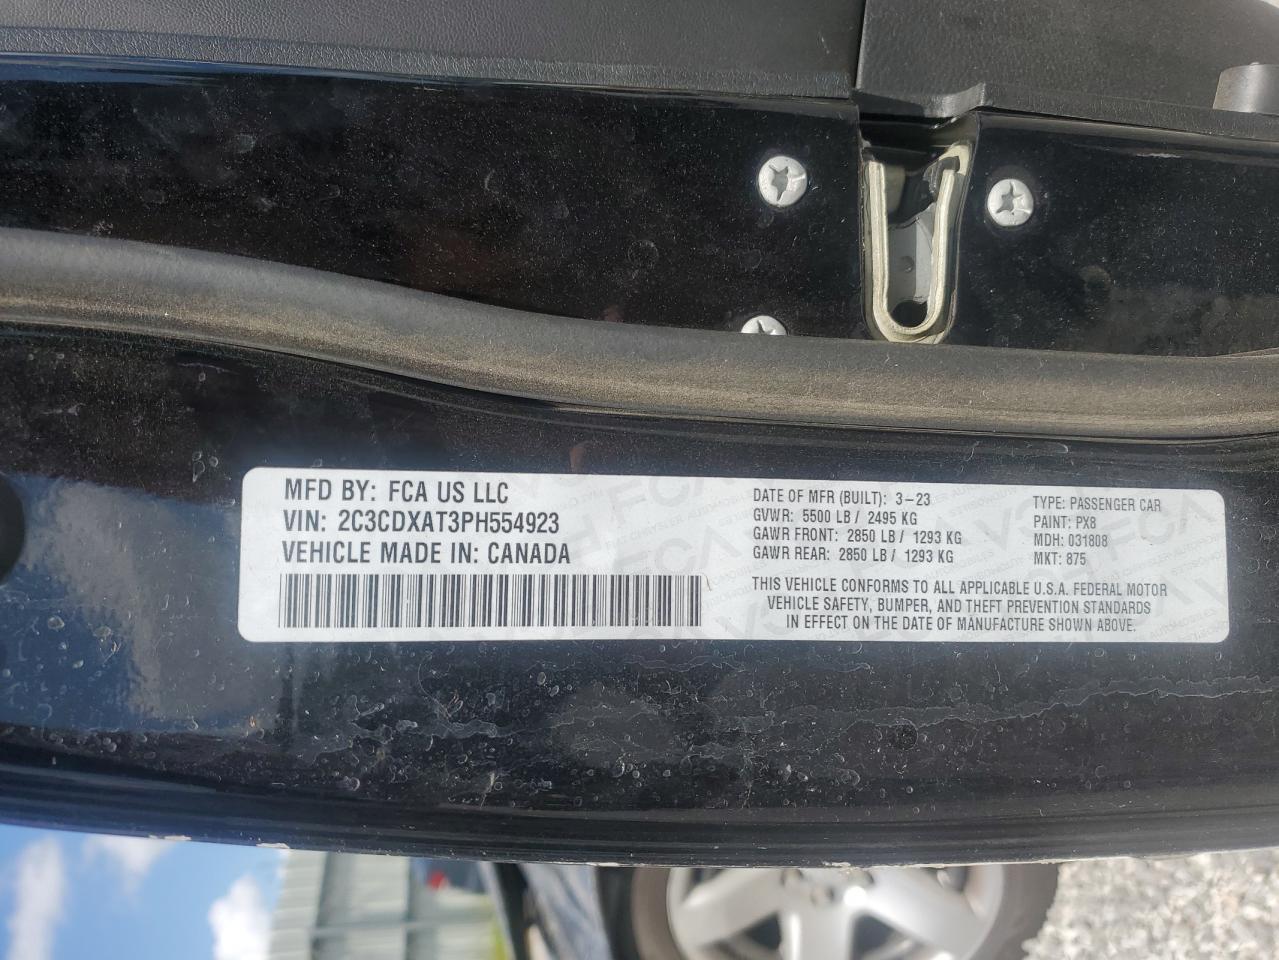 MFD BY: FCA US LLC
VIN: 2C3CDXAT3PH554923
VEHICLE MADE IN: CANADA
DATE OF MFR (BUILT): 3-23
GVWR: 5500 LB / 2495 KG
GAWR FRONT: 2850 LB / 1293 KG
GAWR REAR: 2850 LB / 1293 KG
TYPE: PASSENGER CAR
PAINT: PX8
MDH: 031808
MKT: 875
THIS VEHICLE CONFORMS TO ALL APPLICABLE U.S.A. FEDERAL MOTOR
VEHICLE SAFETY, BUMPER, AND THEFT PREVENTION STANDARDS
IN EFFECT ON THE DATE OF MANUFACTURE SHOWN ABOVE.